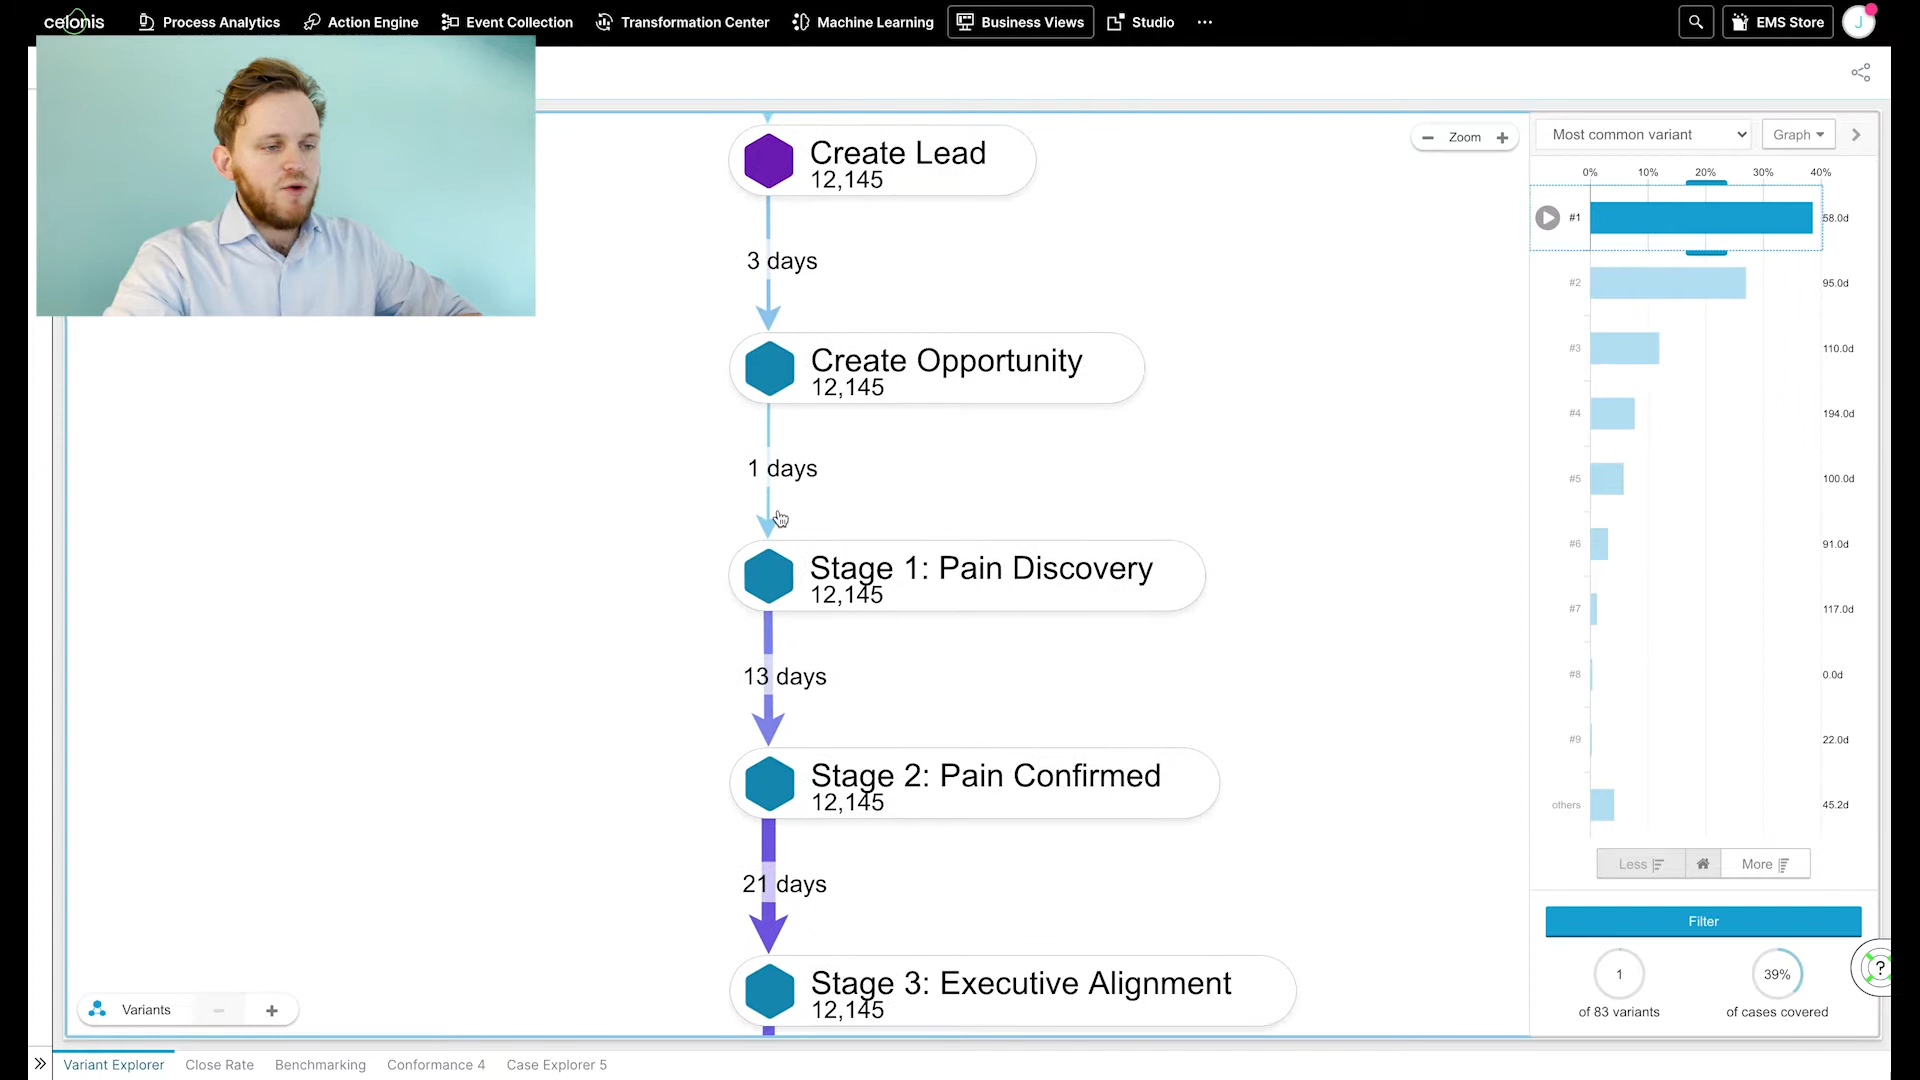 celonis Process Analytics Action Engine Event Collection Transformation Center Machine Learning Business Views Studio ... EMS Store J
Create Lead
12,145
3 days
Create Opportunity
12,145
1 days
Stage 1: Pain Discovery
12,145
13 days
Stage 2: Pain Confirmed
12,145
21 days
Stage 3: Executive Alignment
12,145
Zoom
Variants
Most common variant Graph
0% 10% 20% 30% 40%
#1 58.0d
#2 95.0d
#3 110.0d
#4 194.0d
#5 100.0d
#6 91.0d
#7 117.0d
#8 0.0d
#9 22.0d
others 45.2d
Less More
Filter
1 39% ?
of 83 variants of cases covered
Variant Explorer Close Rate Benchmarking Conformance 4 Case Explorer 5